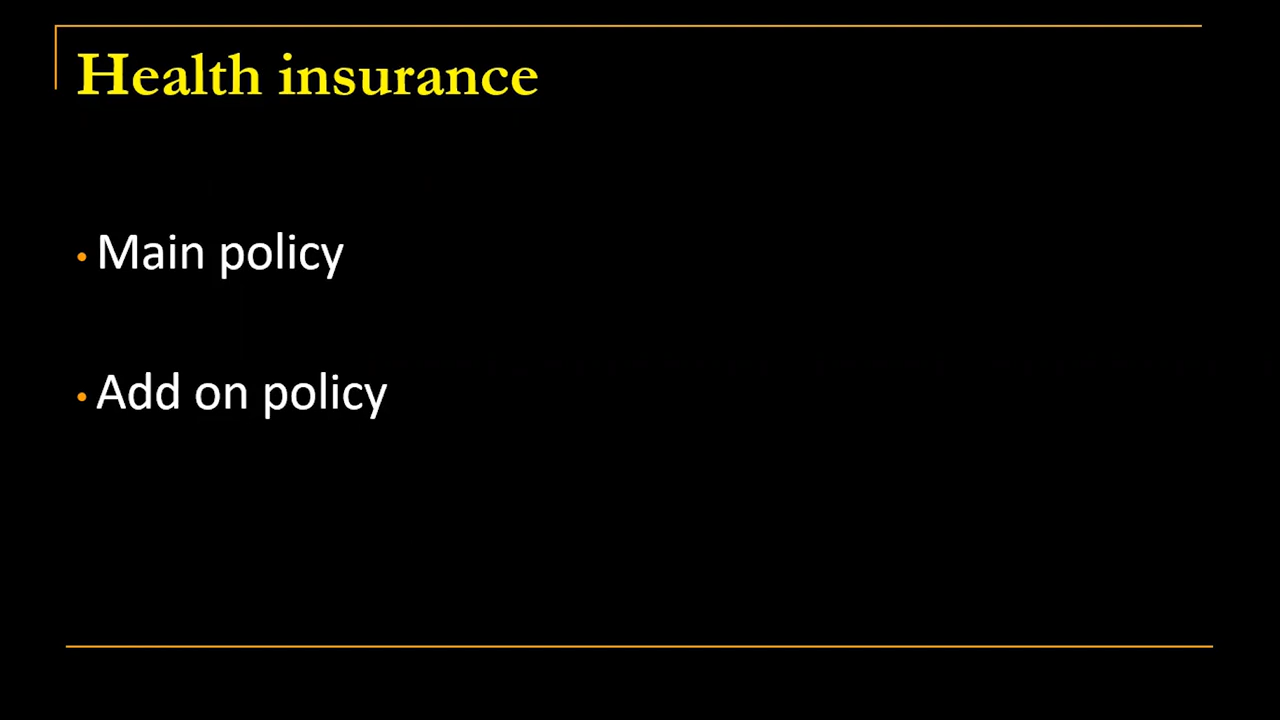 Health insurance
• Main policy
• Add on policy